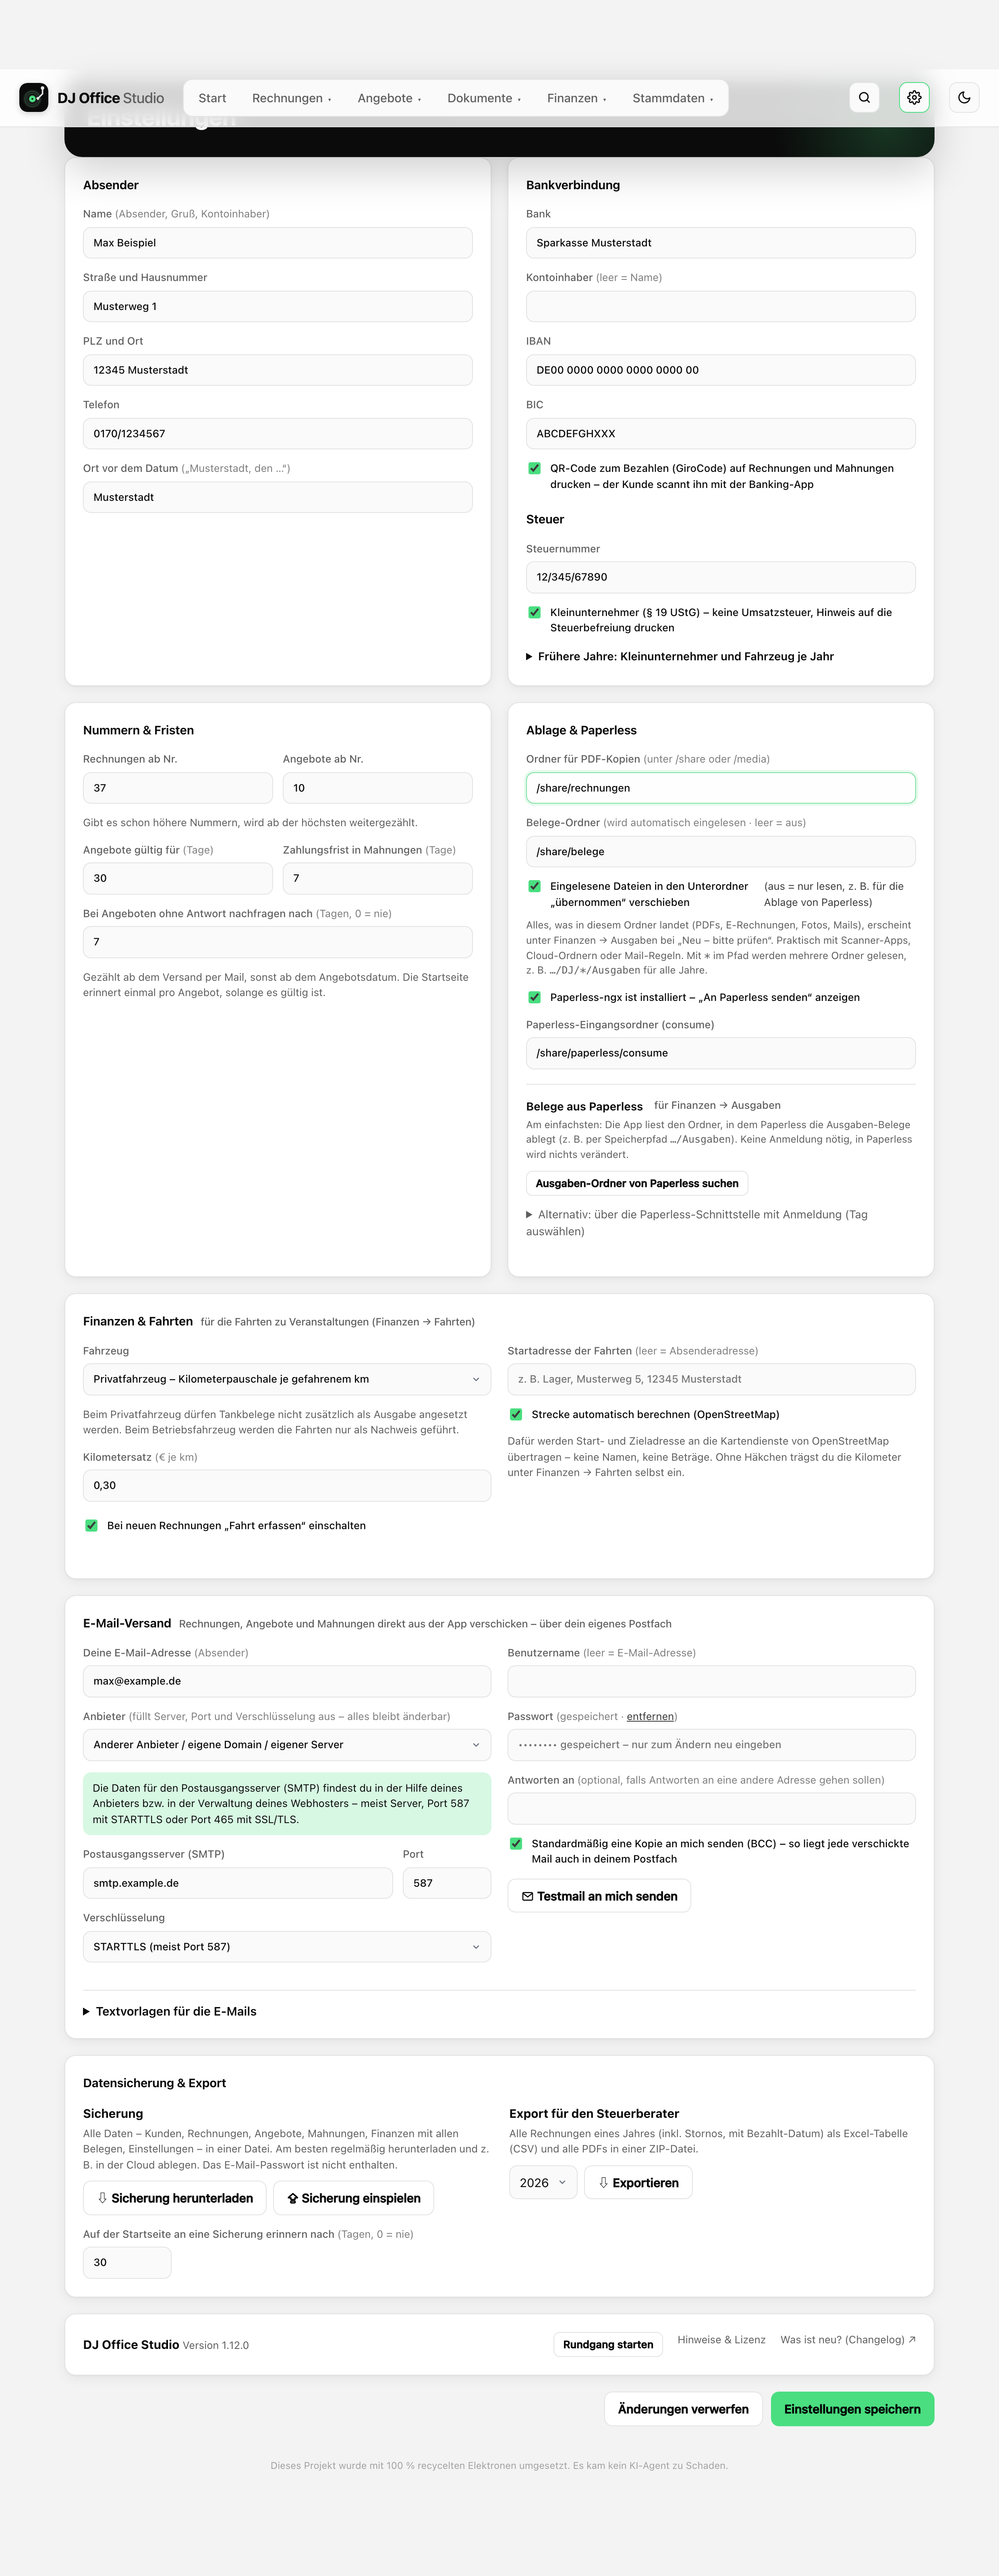 DJ Office Studio
Start
Rechnungen
Angebote
Dokumente
Finanzen
Stammdaten
Einstellungen
Absender
Name (Absender, Gruß, Kontoinhaber)
Max Beispiel
Straße und Hausnummer
Musterweg 1
PLZ und Ort
12345 Musterstadt
Telefon
0170/1234567
Ort vor dem Datum („Musterstadt, den …“)
Musterstadt
Bankverbindung
Bank
Sparkasse Musterstadt
Kontoinhaber (leer = Name)
IBAN
DE00 0000 0000 0000 0000 00
BIC
ABCDEFGHXXX
QR-Code zum Bezahlen (GiroCode) auf Rechnungen und Mahnungen
drucken – der Kunde scannt ihn mit der Banking-App
Steuer
Steuernummer
12/345/67890
Kleinunternehmer (§ 19 UStG) – keine Umsatzsteuer, Hinweis auf die
Steuerbefreiung drucken
Frühere Jahre: Kleinunternehmer und Fahrzeug je Jahr
Nummern & Fristen
Rechnungen ab Nr.
Angebote ab Nr.
37
10
Gibt es schon höhere Nummern, wird ab der höchsten weitergezählt.
Angebote gültig für (Tage)
Zahlungsfrist in Mahnungen (Tage)
30
7
Bei Angeboten ohne Antwort nachfragen nach (Tagen, 0 = nie)
7
Gezählt ab dem Versand per Mail, sonst ab dem Angebotsdatum. Die Startseite
erinnert einmal pro Angebot, solange es gültig ist.
Ablage & Paperless
Ordner für PDF-Kopien (unter /share oder /media)
/share/rechnungen
Belege-Ordner (wird automatisch eingelesen · leer = aus)
/share/belege
Eingelesene Dateien in den Unterordner
„übernommen“ verschieben
(aus = nur lesen, z. B. für die
Ablage von Paperless)
Alles, was in diesem Ordner landet (PDFs, E-Rechnungen, Fotos, Mails), erscheint
unter Finanzen → Ausgaben bei „Neu – bitte prüfen“. Praktisch mit Scanner-Apps,
Cloud-Ordnern oder Mail-Regeln. Mit * im Pfad werden mehrere Ordner gelesen,
z. B. …/DJ/*/Ausgaben für alle Jahre.
Paperless-ngx ist installiert – „An Paperless senden“ anzeigen
Paperless-Eingangsordner (consume)
/share/paperless/consume
Belege aus Paperless für Finanzen → Ausgaben
Am einfachsten: Die App liest den Ordner, in dem Paperless die Ausgaben-Belege
ablegt (z. B. per Speicherpfad …/Ausgaben). Keine Anmeldung nötig, in Paperless
wird nichts verändert.
Ausgaben-Ordner von Paperless suchen
Alternativ: über die Paperless-Schnittstelle mit Anmeldung (Tag
auswählen)
Finanzen & Fahrten für die Fahrten zu Veranstaltungen (Finanzen → Fahrten)
Fahrzeug
Privatfahrzeug – Kilometerpauschale je gefahrenem km
Beim Privatfahrzeug dürfen Tankbelege nicht zusätzlich als Ausgabe angesetzt
werden. Beim Betriebsfahrzeug werden die Fahrten nur als Nachweis geführt.
Kilometersatz (€ je km)
0,30
Bei neuen Rechnungen „Fahrt erfassen“ einschalten
Startadresse der Fahrten (leer = Absenderadresse)
z. B. Lager, Musterweg 5, 12345 Musterstadt
Strecke automatisch berechnen (OpenStreetMap)
Dafür werden Start- und Zieladresse an die Kartendienste von OpenStreetMap
übertragen – keine Namen, keine Beträge. Ohne Häkchen trägst du die Kilometer
unter Finanzen → Fahrten selbst ein.
E-Mail-Versand Rechnungen, Angebote und Mahnungen direkt aus der App verschicken – über dein eigenes Postfach
Deine E-Mail-Adresse (Absender)
max@example.de
Anbieter (füllt Server, Port und Verschlüsselung aus – alles bleibt änderbar)
Anderer Anbieter / eigene Domain / eigener Server
Die Daten für den Postausgangsserver (SMTP) findest du in der Hilfe deines
Anbieters bzw. in der Verwaltung deines Webhosters – meist Server, Port 587
mit STARTTLS oder Port 465 mit SSL/TLS.
Postausgangsserver (SMTP)
Port
smtp.example.de
587
Verschlüsselung
STARTTLS (meist Port 587)
Benutzername (leer = E-Mail-Adresse)
Passwort (gespeichert · entfernen)
•••••••• gespeichert – nur zum Ändern neu eingeben
Antworten an (optional, falls Antworten an eine andere Adresse gehen sollen)
Standardmäßig eine Kopie an mich senden (BCC) – so liegt jede verschickte
Mail auch in deinem Postfach
Testmail an mich senden
Textvorlagen für die E-Mails
Datensicherung & Export
Sicherung
Alle Daten – Kunden, Rechnungen, Angebote, Mahnungen, Finanzen mit allen
Belegen, Einstellungen – in einer Datei. Am besten regelmäßig herunterladen und z.
B. in der Cloud ablegen. Das E-Mail-Passwort ist nicht enthalten.
Sicherung herunterladen
Sicherung einspielen
Auf der Startseite an eine Sicherung erinnern nach (Tagen, 0 = nie)
30
Export für den Steuerberater
Alle Rechnungen eines Jahres (inkl. Stornos, mit Bezahlt-Datum) als Excel-Tabelle
(CSV) und alle PDFs in einer ZIP-Datei.
2026
Exportieren
DJ Office Studio Version 1.12.0
Rundgang starten
Hinweise & Lizenz
Was ist neu? (Changelog) ↗
Änderungen verwerfen
Einstellungen speichern
Dieses Projekt wurde mit 100 % recycelten Elektronen umgesetzt. Es kam kein KI-Agent zu Schaden.